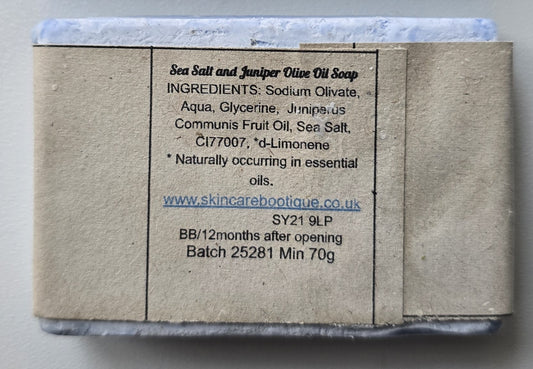 Sea Salt and Juniper Olive Oil Soap
INGREDIENTS: Sodium Olivate,
Aqua, Glycerine, Juniperus
Communis Fruit Oil, Sea Salt,
CI77007, *d-Limonene
* Naturally occurring in essential
oils.
www.skincarebootique.co.uk
SY21 9LP
BB/12months after opening
Batch 25281 Min 70g